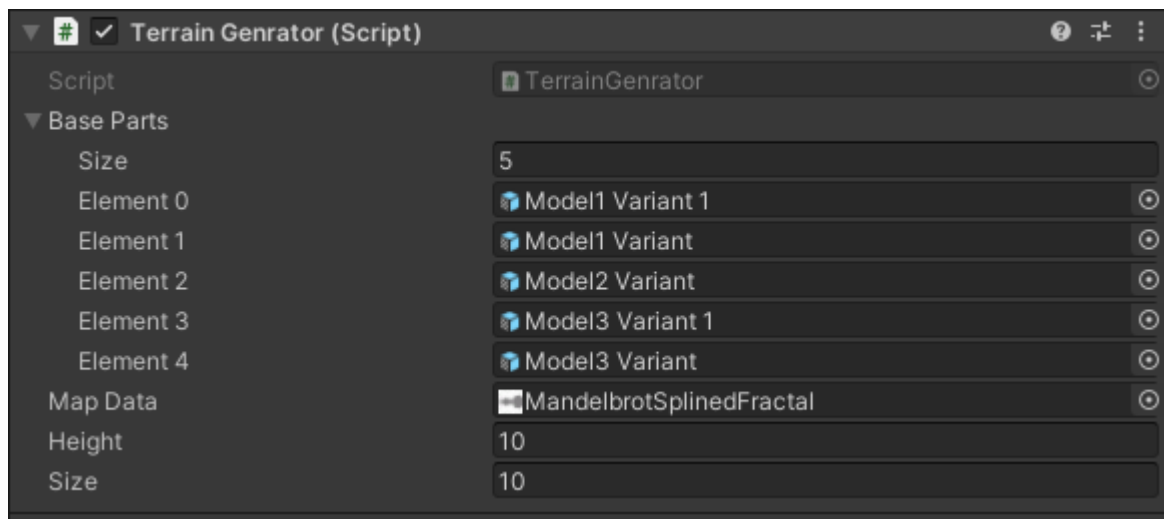 # Terrain Genrator (Script)
Script # TerrainGenrator
Base Parts
Size 5
Element 0 Model1 Variant 1
Element 1 Model1 Variant
Element 2 Model2 Variant
Element 3 Model3 Variant 1
Element 4 Model3 Variant
Map Data MandelbrotSplinedFractal
Height 10
Size 10